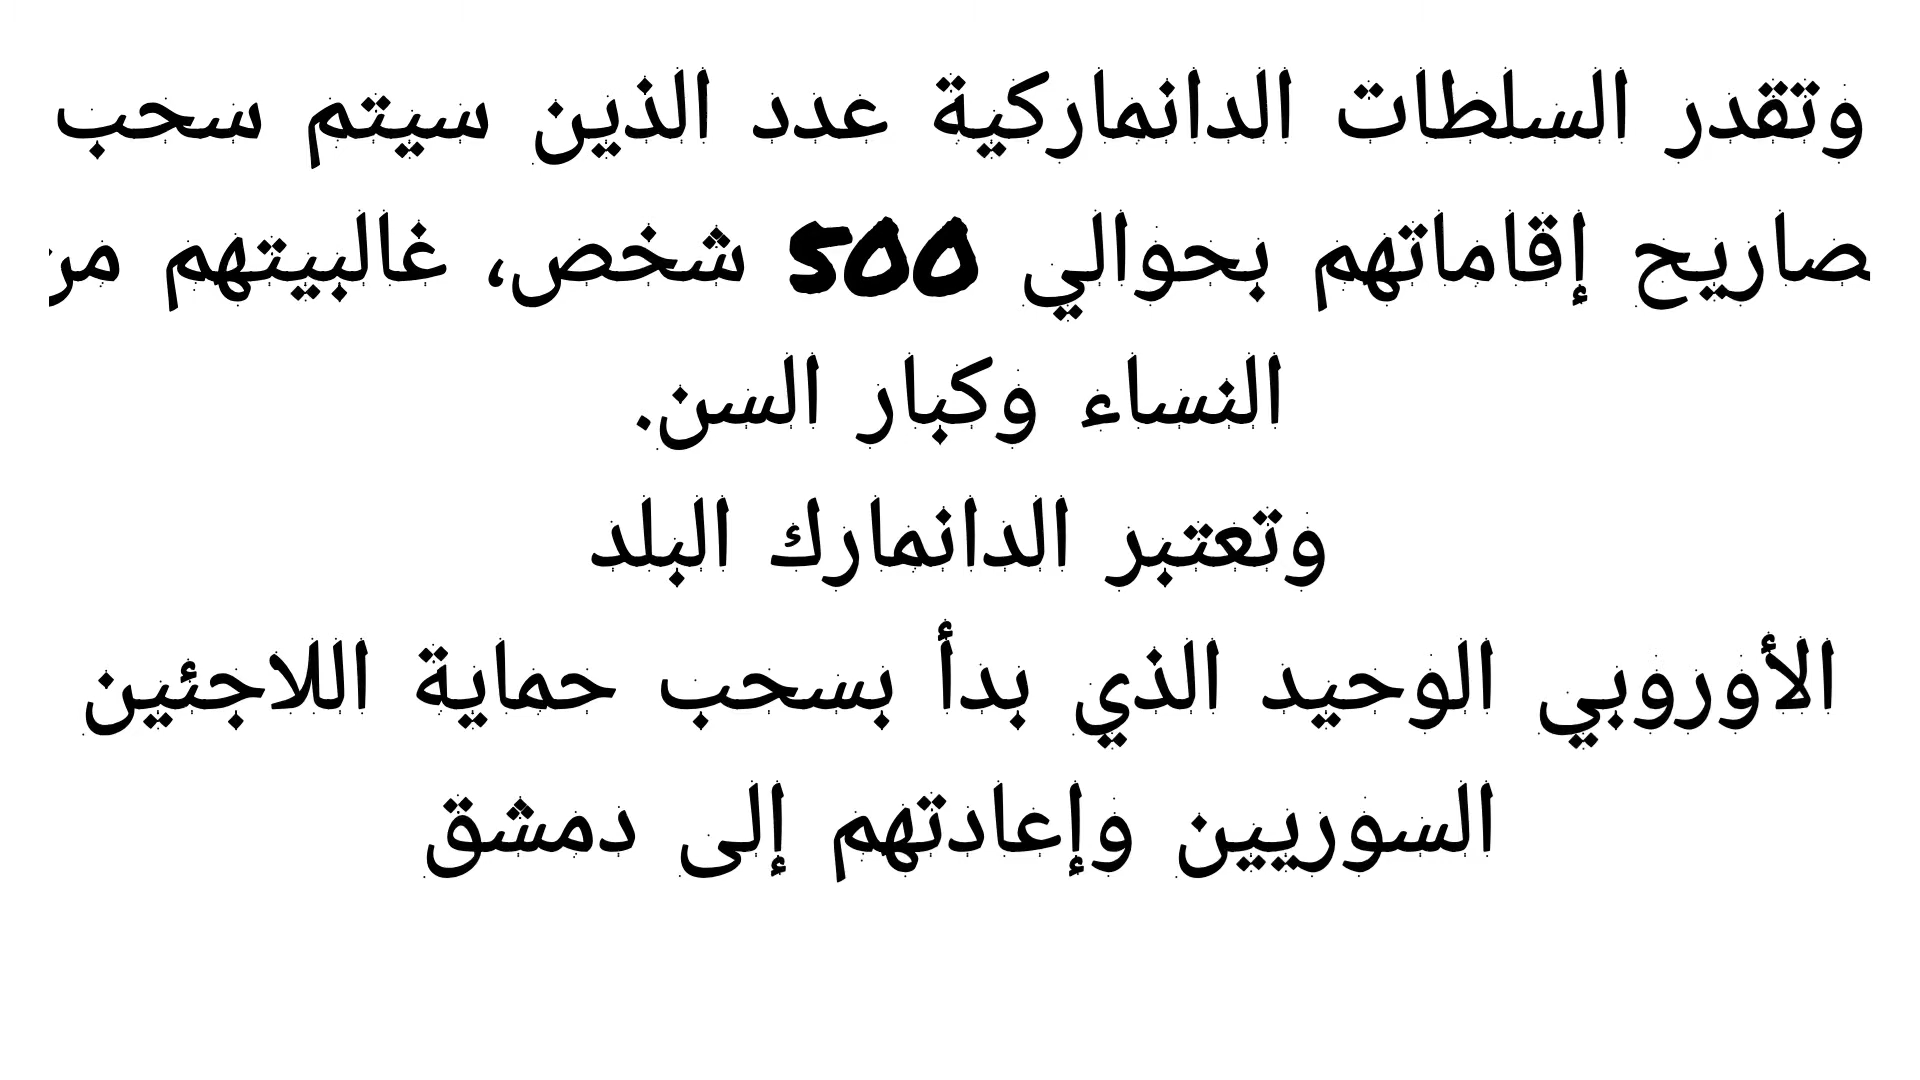 وتقدر السلطات الدانماركية عدد الذين سيتم سحب
صاريح إقاماتهم بحوالي 500 شخص، غالبيتهم من
النساء وكبار السن.
وتعتبر الدانمارك البلد
الأوروبي الوحيد الذي بدأ بسحب حماية اللاجئين
السوريين وإعادتهم إلى دمشق